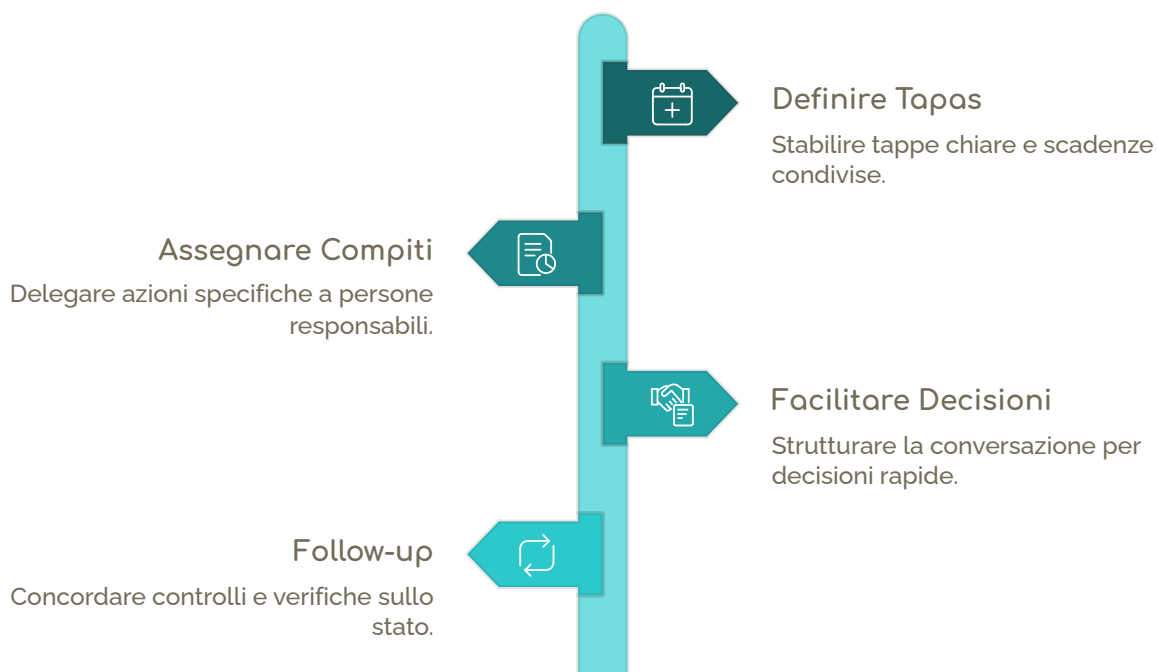 Definire Tapas
Stabilire tappe chiare e scadenze
condivise.
Assegnare Compiti
Delegare azioni specifiche a persone
responsabili.
Facilitare Decisioni
Strutturare la conversazione per
decisioni rapide.
Follow-up
Concordare controlli e verifiche sullo
stato.